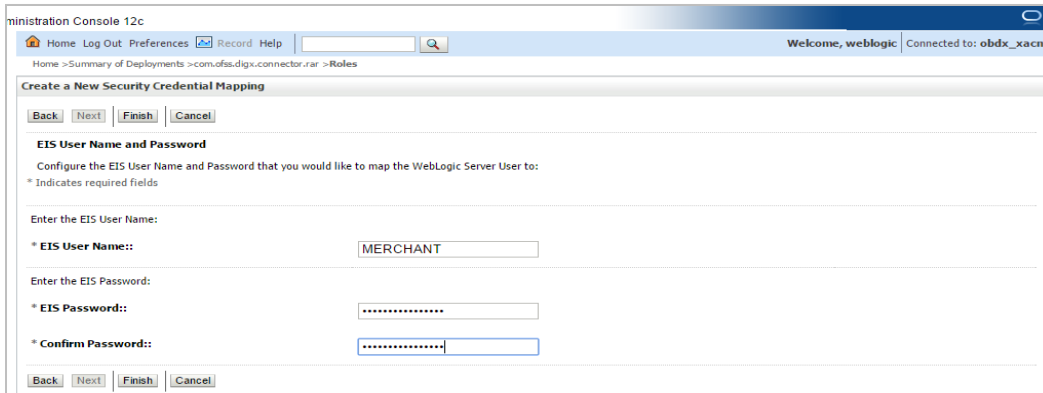 ministration Console 12c
Home Log Out Preferences Record Help
Welcome, weblogic Connected to: obdx_xacm
Home >Summary of Deployments >com.ofss.digx.connector.rar >Roles
Create a New Security Credential Mapping
Back Next Finish Cancel
EIS User Name and Password
Configure the EIS User Name and Password that you would like to map the WebLogic Server User to:
* Indicates required fields
Enter the EIS User Name:
* EIS User Name:: MERCHANT
Enter the EIS Password:
* EIS Password:: ••••••••••••••••
* Confirm Password:: ••••••••••••••••
Back Next Finish Cancel